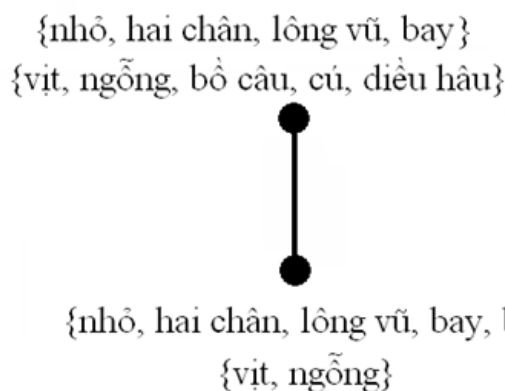 {nhỏ, hai chân, lông vũ, bay}
{vịt, ngỗng, bồ câu, cú, diều hâu}
{nhỏ, hai chân, lông vũ, bay,
{vịt, ngỗng}